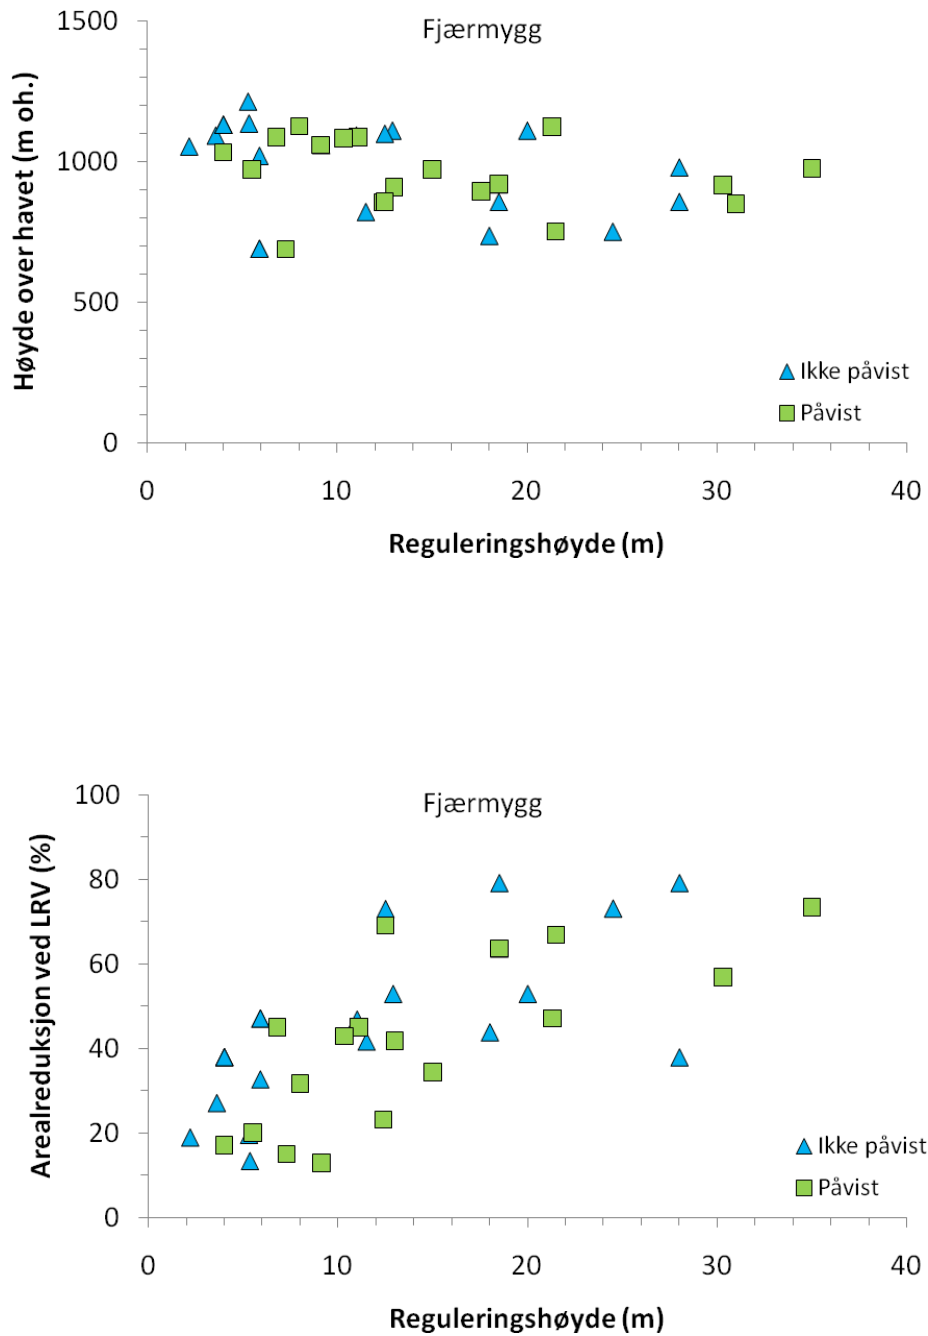 Fjærmygg
1500
1000
500
0
Høyde over havet (m oh.)
Ikke påvist
Påvist
0 10 20 30 40
Reguleringshøyde (m)
Fjærmygg
100
80
60
40
20
0
Arealreduksjon ved LRV (%)
Ikke påvist
Påvist
0 10 20 30 40
Reguleringshøyde (m)